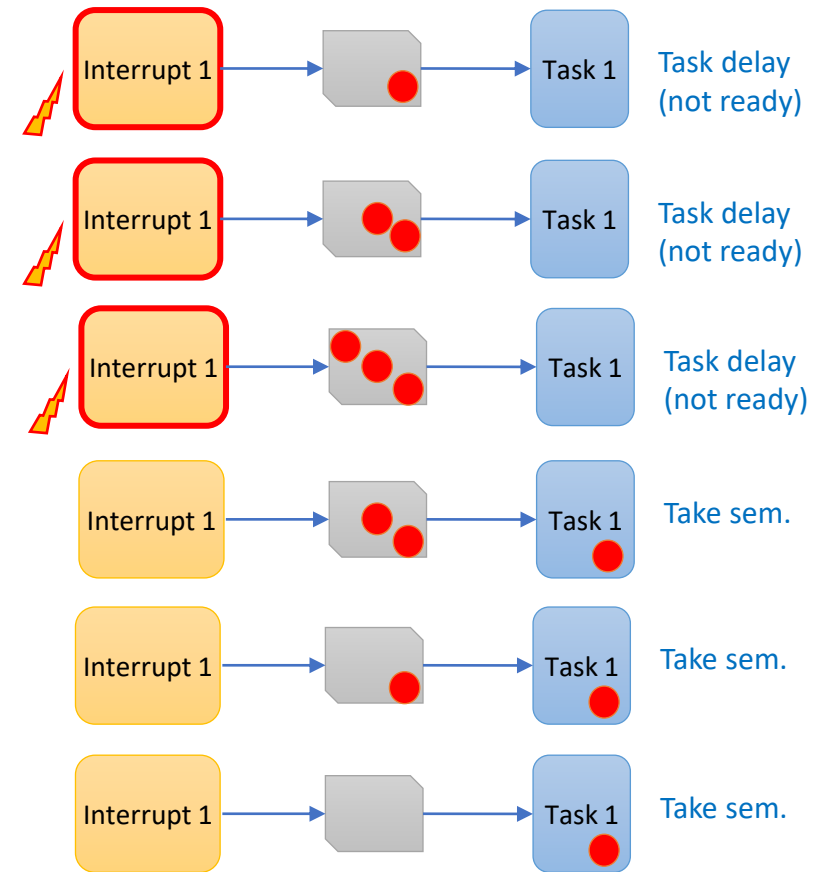 Interrupt 1
Task 1
Task delay
(not ready)
Interrupt 1
Task 1
Task delay
(not ready)
Interrupt 1
Task 1
Task delay
(not ready)
Interrupt 1
Task 1
Take sem.
Interrupt 1
Task 1
Take sem.
Interrupt 1
Task 1
Take sem.